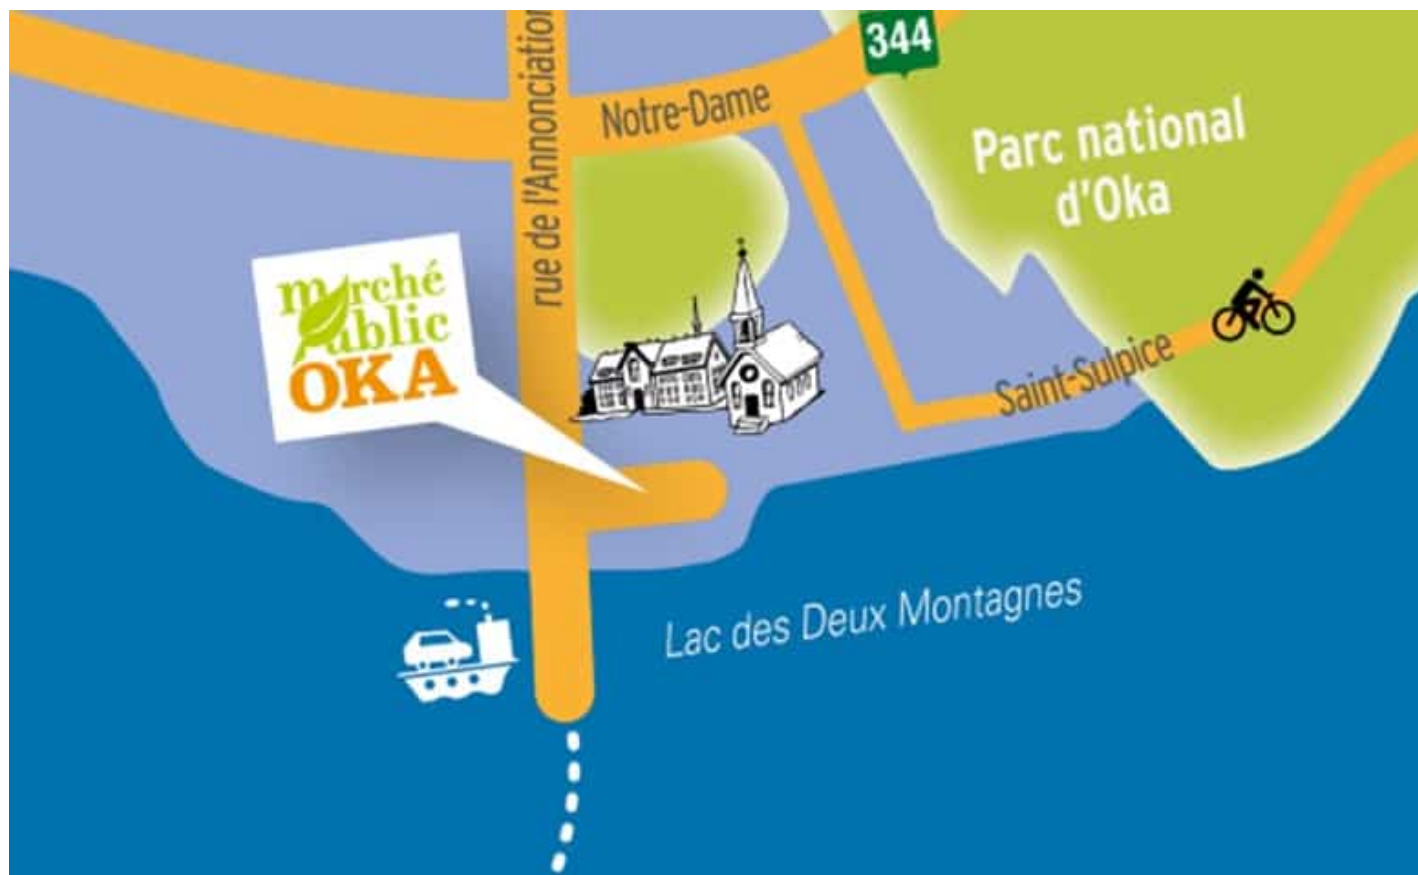 344
rue de l'Annonciation
Notre-Dame
Parc national
d'Oka
marché
Public
OKA
Saint-Sulpice
Lac des Deux Montagnes